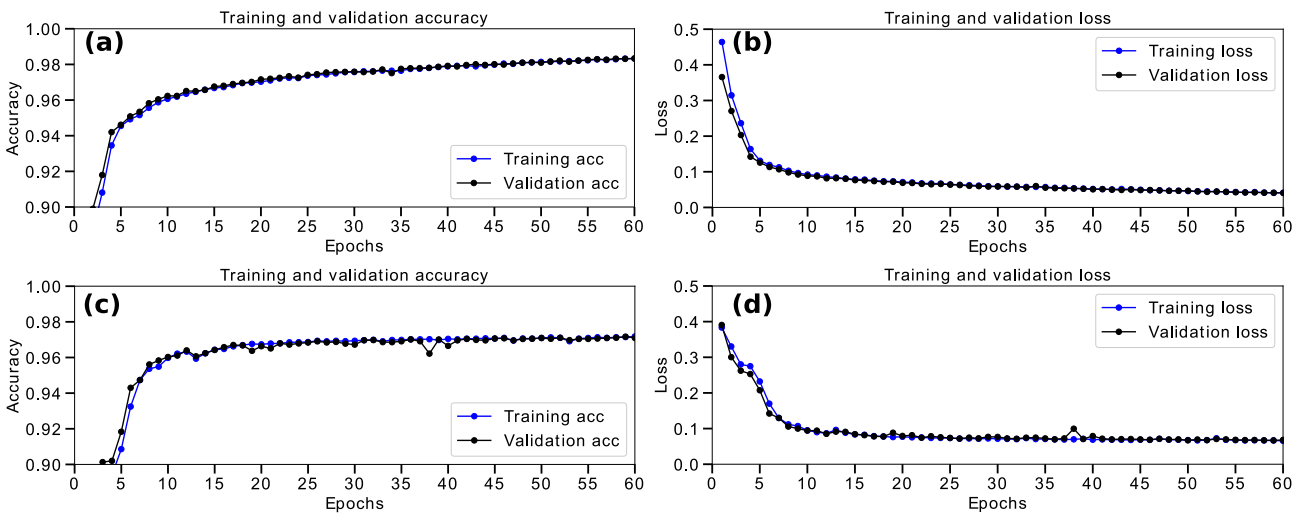 Training and validation accuracy
(a)
1.00
0.98
0.96
0.94
0.92
0.90
Accuracy
Training acc
Validation acc
0 5 10 15 20 25 30 35 40 45 50 55 60
Epochs
Training and validation loss
(b)
0.5
0.4
0.3
0.2
0.1
0.0
Loss
Training loss
Validation loss
0 5 10 15 20 25 30 35 40 45 50 55 60
Epochs
Training and validation accuracy
(c)
1.00
0.98
0.96
0.94
0.92
0.90
Accuracy
Training acc
Validation acc
0 5 10 15 20 25 30 35 40 45 50 55 60
Epochs
Training and validation loss
(d)
0.5
0.4
0.3
0.2
0.1
0.0
Loss
Training loss
Validation loss
0 5 10 15 20 25 30 35 40 45 50 55 60
Epochs